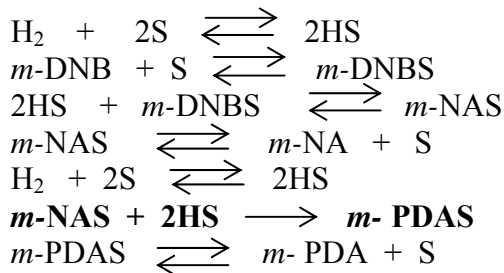 H₂ + 2S ⇌ 2HS
m-DNB + S ⇌ m-DNBS
2HS + m-DNBS ⇌ m-NAS
m-NAS ⇌ m-NA + S
H₂ + 2S ⇌ 2HS
m-NAS + 2HS ⟶ m- PDAS
m-PDAS ⇌ m- PDA + S